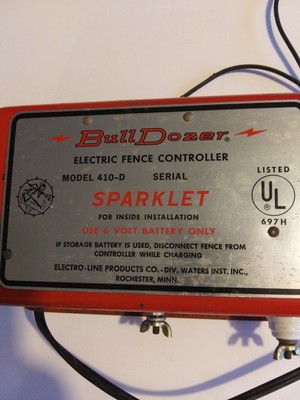 BullDozer®
ELECTRIC FENCE CONTROLLER
MODEL 410-D SERIAL
LISTED
UL
®
697H
SPARKLET
FOR INSIDE INSTALLATION
USE 6 VOLT BATTERY ONLY
IF STORAGE BATTERY IS USED, DISCONNECT FENCE FROM
CONTROLLER WHILE CHARGING
ELECTRO-LINE PRODUCTS CO.-DIV. WATERS INST. INC.,
ROCHESTER, MINN.